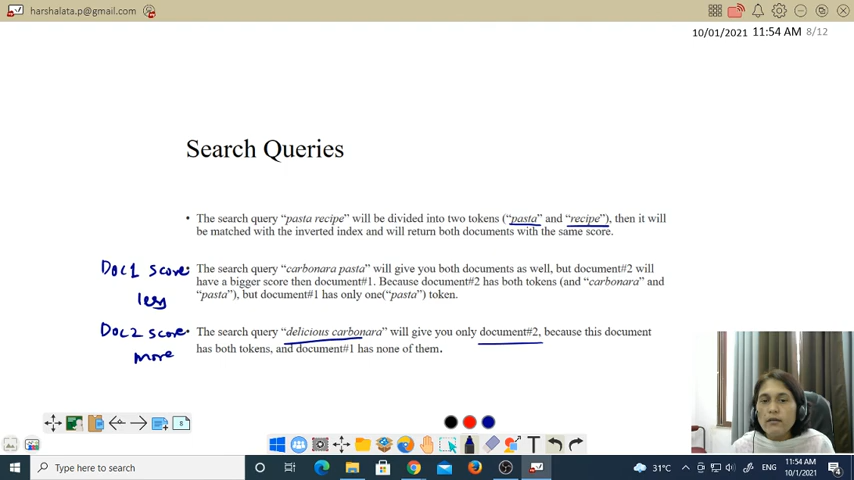 harshalata.p@gmail.com
10/01/2021 11:54 AM 8/12
Search Queries
• The search query “pasta recipe” will be divided into two tokens (“pasta” and “recipe”), then it will
be matched with the inverted index and will return both documents with the same score.
Doc1 score
less
• The search query “carbonara pasta” will give you both documents as well, but document#2 will
have a bigger score then document#1. Because document#2 has both tokens (and “carbonara” and
“pasta”), but document#1 has only one(“pasta”) token.
Doc2 score
more
• The search query “delicious carbonara” will give you only document#2, because this document
has both tokens, and document#1 has none of them.
8
T
Type here to search
31°C
ENG
11:54 AM
10/1/2021
4